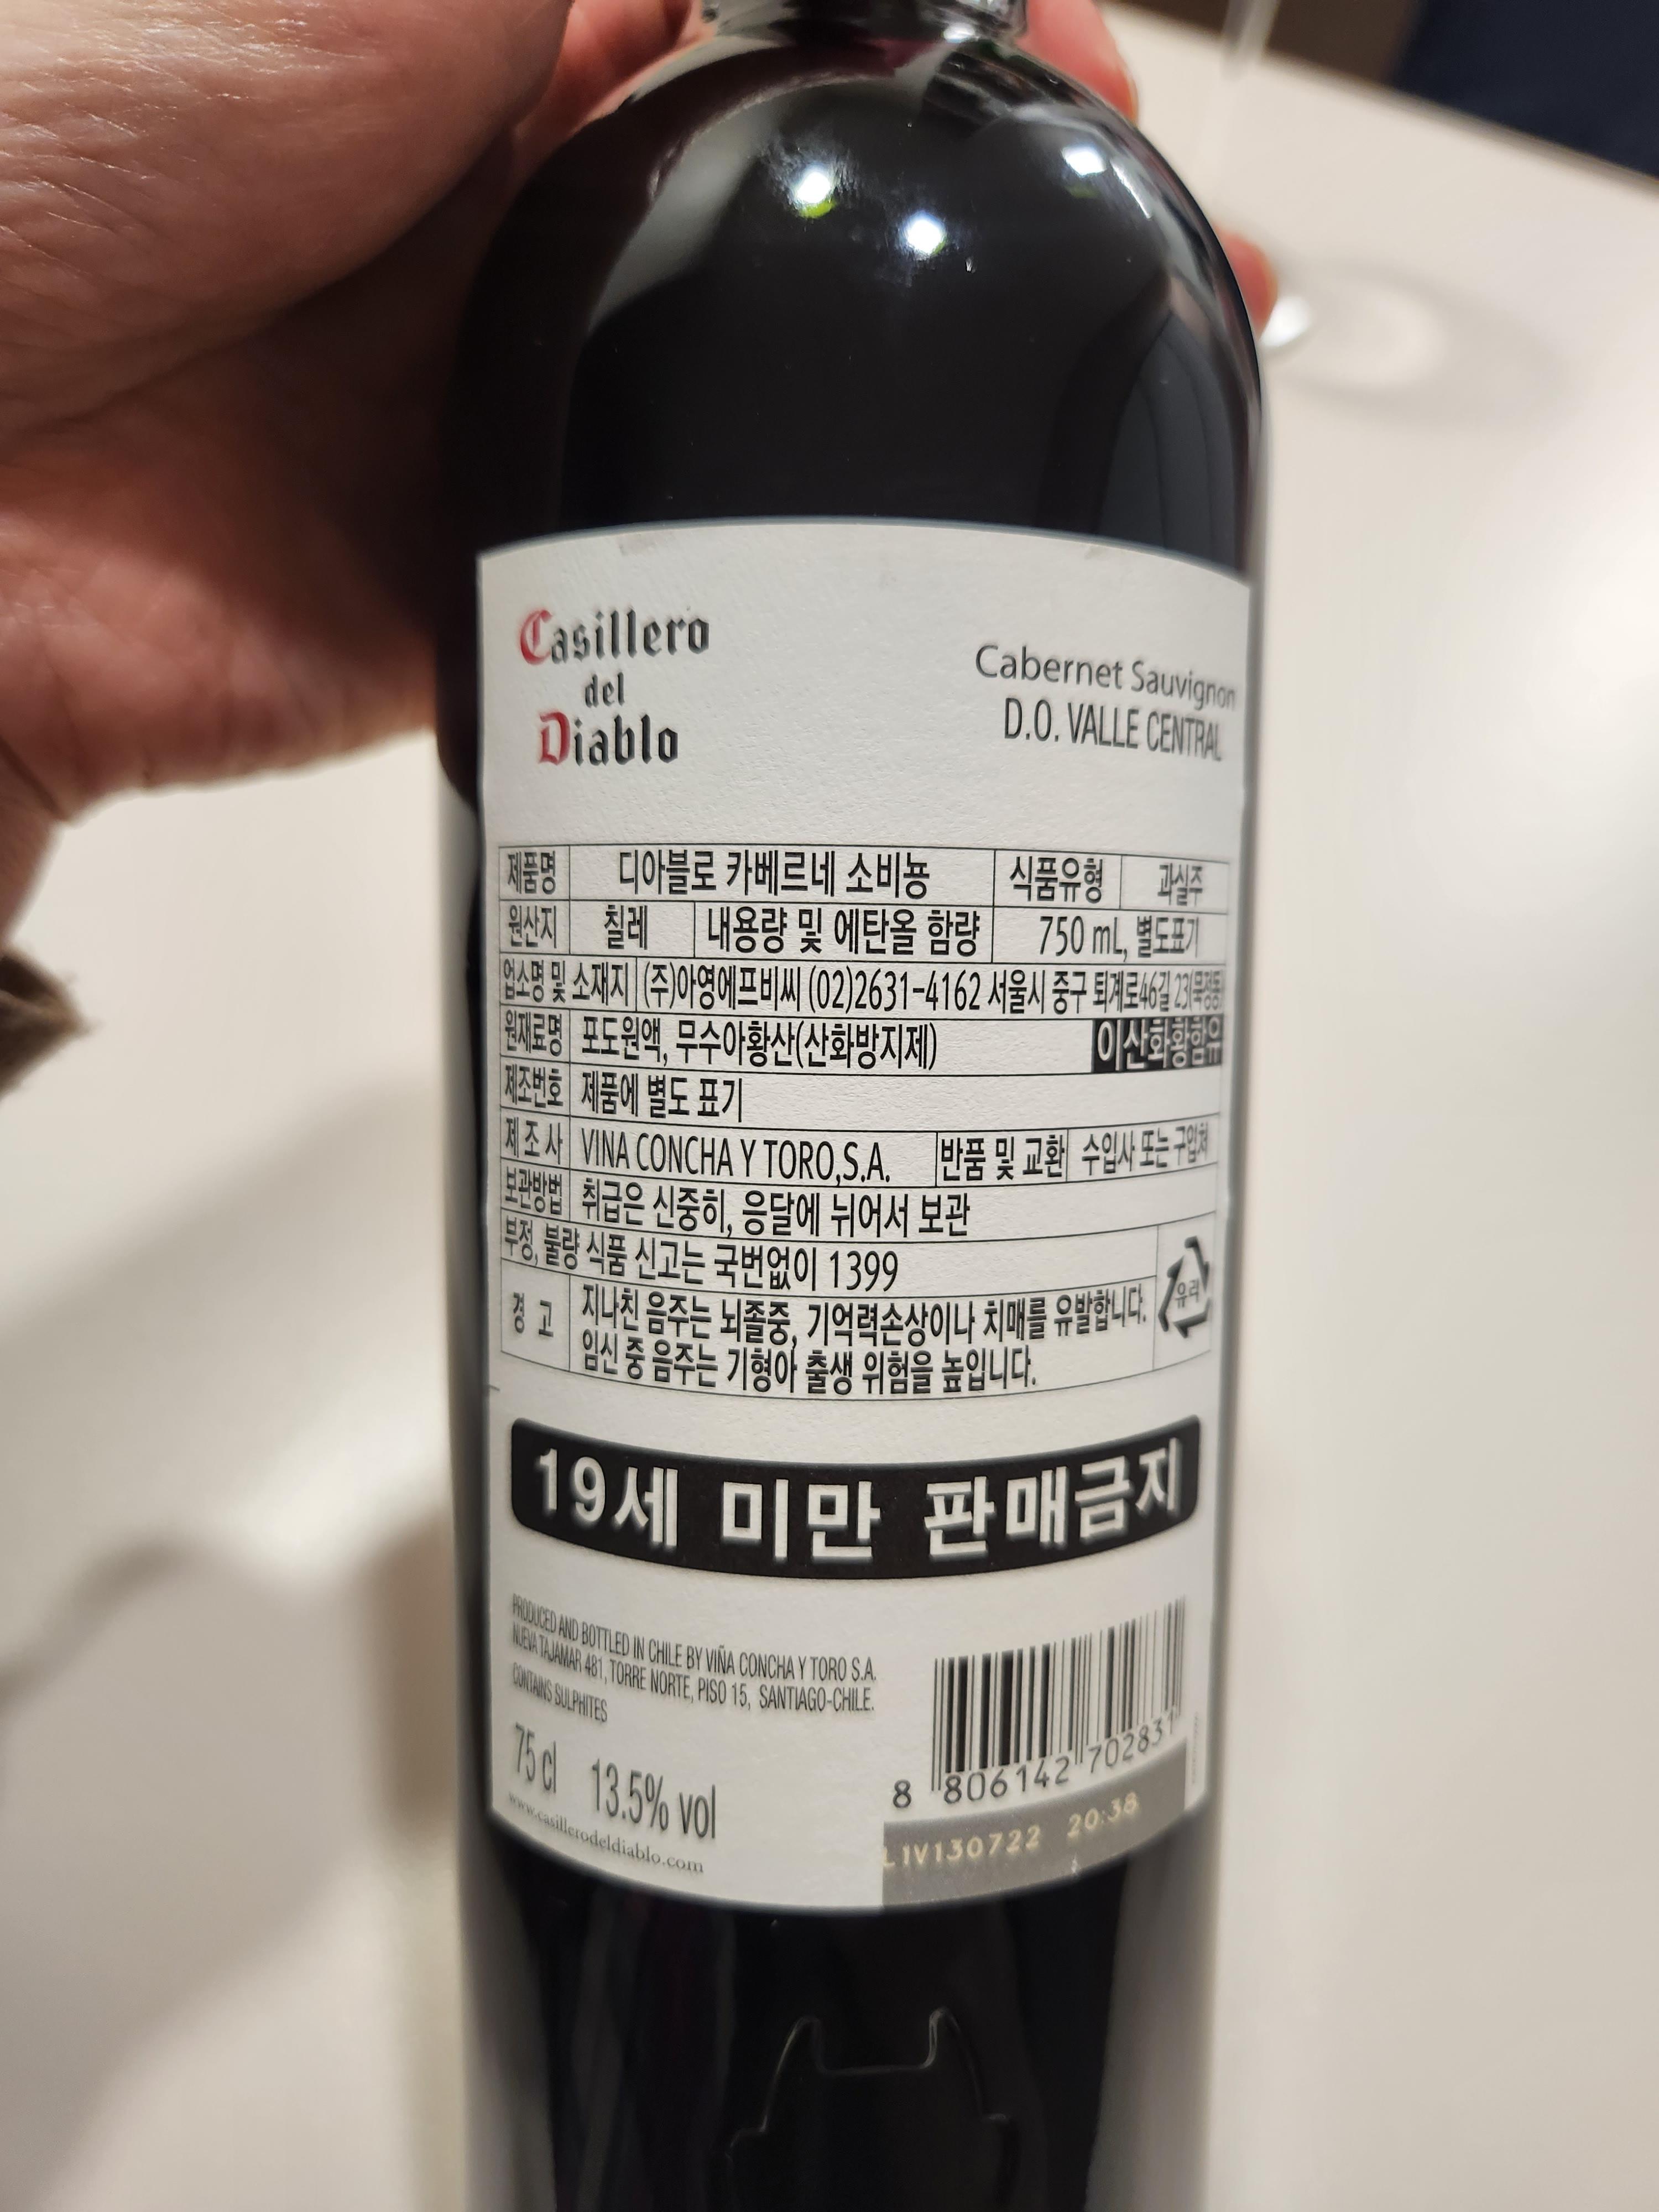 Casillero
del
Diablo
Cabernet Sauvignon
D.O. VALLE CENTRAL
제품명 디아블로 카베르네 소비뇽 식품유형 과실주
원산지 칠레 내용량 및 에탄올 함량 750 mL, 별도표기
업소명 및 소재지 (주)아영에프비씨 (02)2631-4162 서울시 중구 퇴계로46길 23(묵정동)
원재료명 포도원액, 무수아황산(산화방지제) 이산화황함유
제조번호 제품에 별도 표기
제조사 VINA CONCHA Y TORO,S.A. 반품 및 교환 수입사 또는 구입처
보관방법 취급은 신중히, 응달에 뉘어서 보관
부정, 불량 식품 신고는 국번없이 1399
경고 지나친 음주는 뇌졸중, 기억력손상이나 치매를 유발합니다.
임신 중 음주는 기형아 출생 위험을 높입니다.
유리
19세 미만 판매금지
PRODUCED AND BOTTLED IN CHILE BY VIÑA CONCHA Y TORO S.A.
NUEVA TAJAMAR 481, TORRE NORTE, PISO 15, SANTIAGO-CHILE.
CONTAINS SULPHITES
75 cl 13.5% vol
www.casillerodeldiablo.com
8 806142 702831
L1V130722 20:38